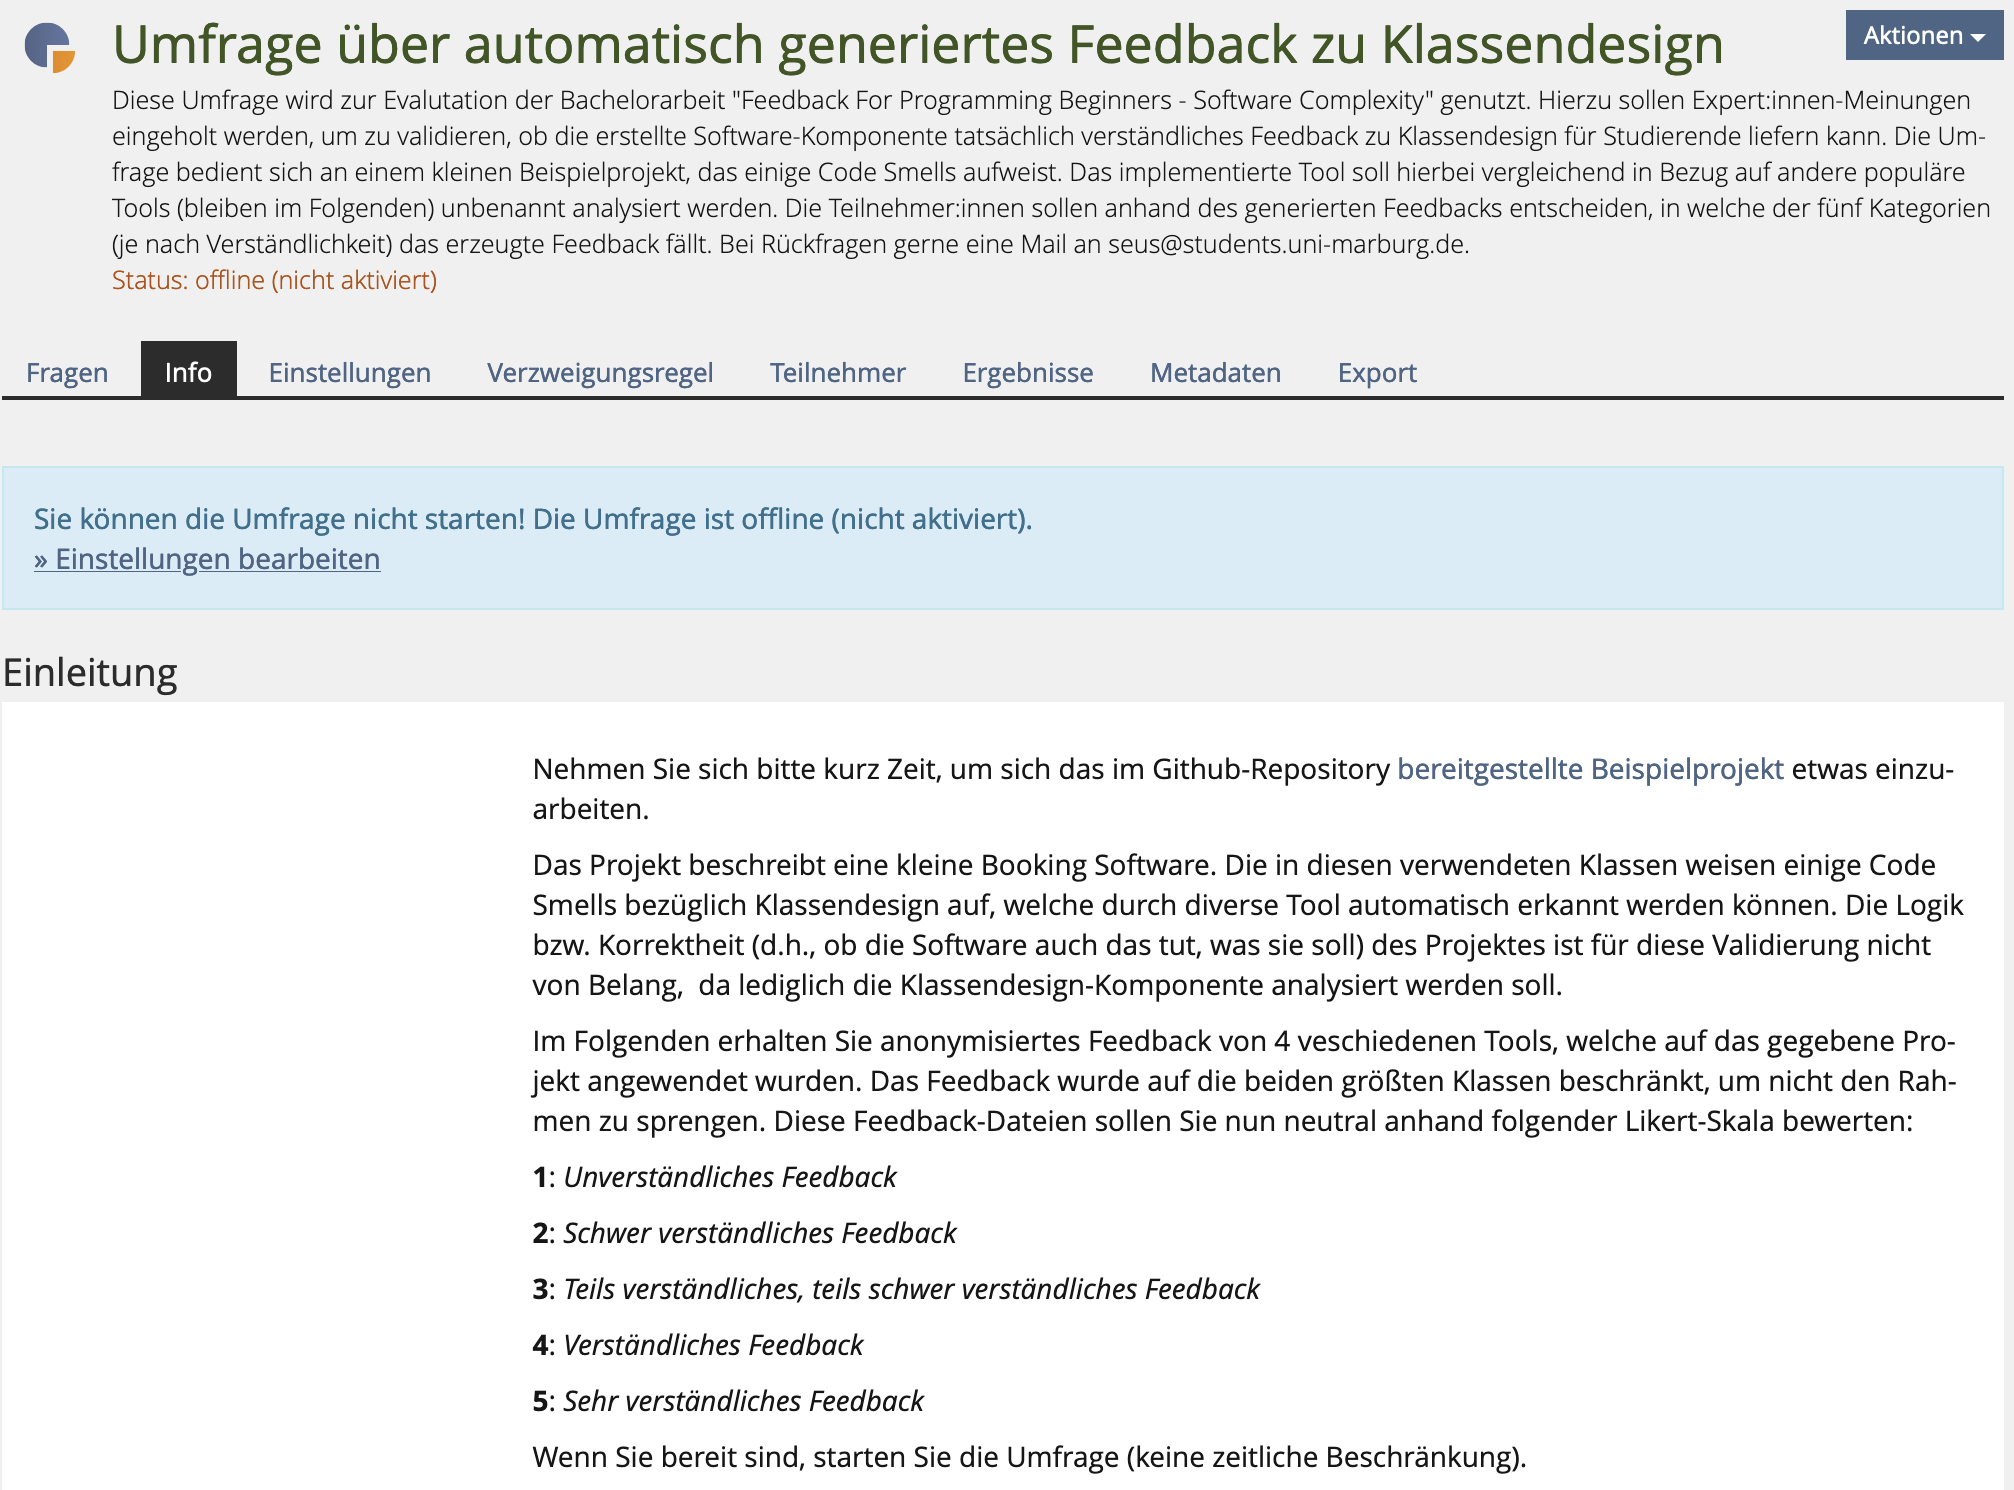 Umfrage über automatisch generiertes Feedback zu Klassendesign
Aktionen
Diese Umfrage wird zur Evalutation der Bachelorarbeit "Feedback For Programming Beginners - Software Complexity" genutzt. Hierzu sollen Expert:innen-Meinungen
eingeholt werden, um zu validieren, ob die erstellte Software-Komponente tatsächlich verständliches Feedback zu Klassendesign für Studierende liefern kann. Die Um-
frage bedient sich an einem kleinen Beispielprojekt, das einige Code Smells aufweist. Das implementierte Tool soll hierbei vergleichend in Bezug auf andere populäre
Tools (bleiben im Folgenden) unbenannt analysiert werden. Die Teilnehmer:innen sollen anhand des generierten Feedbacks entscheiden, in welche der fünf Kategorien
(je nach Verständlichkeit) das erzeugte Feedback fällt. Bei Rückfragen gerne eine Mail an seus@students.uni-marburg.de.
Status: offline (nicht aktiviert)
Fragen Info Einstellungen Verzweigungsregel Teilnehmer Ergebnisse Metadaten Export
Sie können die Umfrage nicht starten! Die Umfrage ist offline (nicht aktiviert).
» Einstellungen bearbeiten
Einleitung
Nehmen Sie sich bitte kurz Zeit, um sich das im Github-Repository bereitgestellte Beispielprojekt etwas einzu-
arbeiten.
Das Projekt beschreibt eine kleine Booking Software. Die in diesen verwendeten Klassen weisen einige Code
Smells bezüglich Klassendesign auf, welche durch diverse Tool automatisch erkannt werden können. Die Logik
bzw. Korrektheit (d.h., ob die Software auch das tut, was sie soll) des Projektes ist für diese Validierung nicht
von Belang,  da lediglich die Klassendesign-Komponente analysiert werden soll.
Im Folgenden erhalten Sie anonymisiertes Feedback von 4 veschiedenen Tools, welche auf das gegebene Pro-
jekt angewendet wurden. Das Feedback wurde auf die beiden größten Klassen beschränkt, um nicht den Rah-
men zu sprengen. Diese Feedback-Dateien sollen Sie nun neutral anhand folgender Likert-Skala bewerten:
1: Unverständliches Feedback
2: Schwer verständliches Feedback
3: Teils verständliches, teils schwer verständliches Feedback
4: Verständliches Feedback
5: Sehr verständliches Feedback
Wenn Sie bereit sind, starten Sie die Umfrage (keine zeitliche Beschränkung).